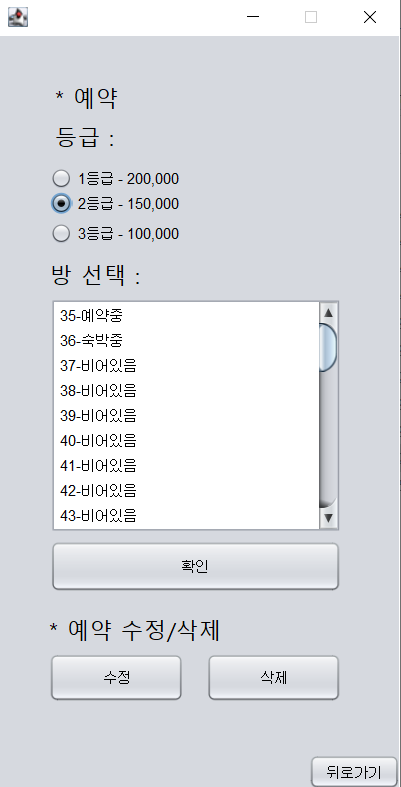 * 예약
등급 :
1등급 - 200,000
2등급 - 150,000
3등급 - 100,000
방 선택 :
35-예약중
36-숙박중
37-비어있음
38-비어있음
39-비어있음
40-비어있음
41-비어있음
42-비어있음
43-비어있음
확인
* 예약 수정/삭제
수정 삭제
뒤로가기